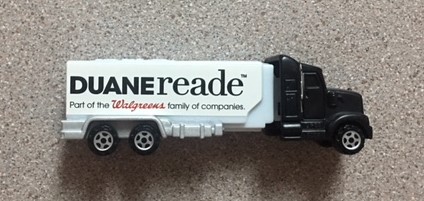 DUANEreade™
Part of the Walgreens family of companies.